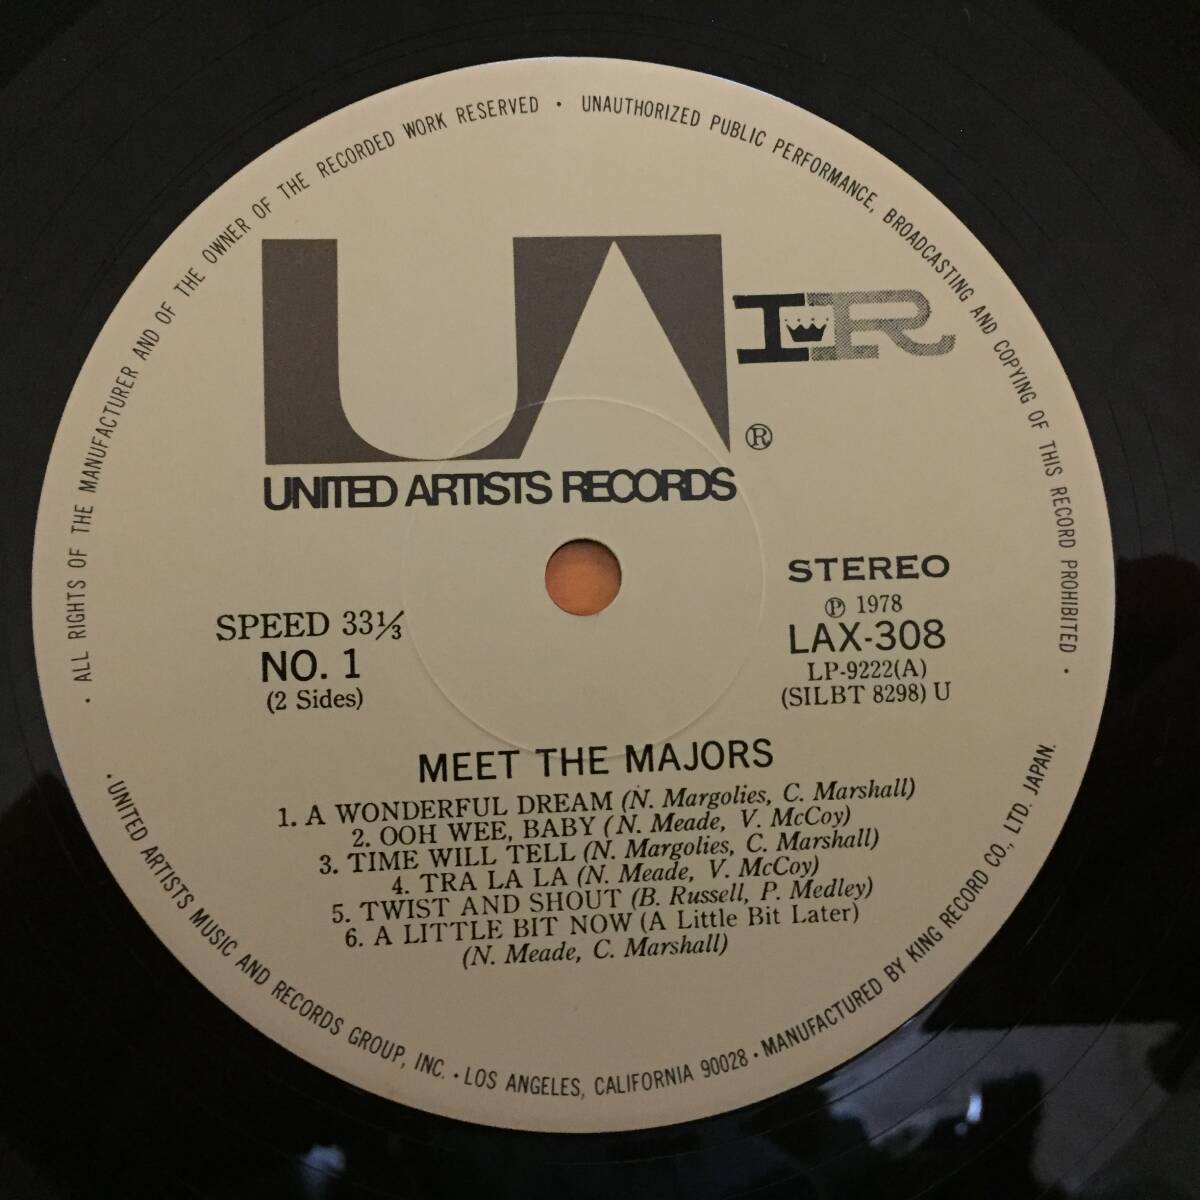 · ALL RIGHTS OF THE MANUFACTURER AND OF THE OWNER OF THE RECORDED WORK RESERVED · UNAUTHORIZED PUBLIC PERFORMANCE, BROADCASTING AND COPYING OF THIS RECORD PROHIBITED ·
UA
IR
®
UNITED ARTISTS RECORDS
STEREO
℗ 1978
LAX-308
LP-9222(A)
(SILBT 8298) U
SPEED 33⅓
NO. 1
(2 Sides)
MEET THE MAJORS
1. A WONDERFUL DREAM (N. Margolies, C. Marshall)
2. OOH WEE, BABY (N. Meade, V. McCoy)
3. TIME WILL TELL (N. Margolies, C. Marshall)
4. TRA LA LA (N. Meade, V. McCoy)
5. TWIST AND SHOUT (B. Russell, P. Medley)
6. A LITTLE BIT NOW (A Little Bit Later)
(N. Meade, C. Marshall)
· UNITED ARTISTS MUSIC AND RECORDS GROUP, INC. · LOS ANGELES, CALIFORNIA 90028 · MANUFACTURED BY KING RECORD CO., LTD. JAPAN.